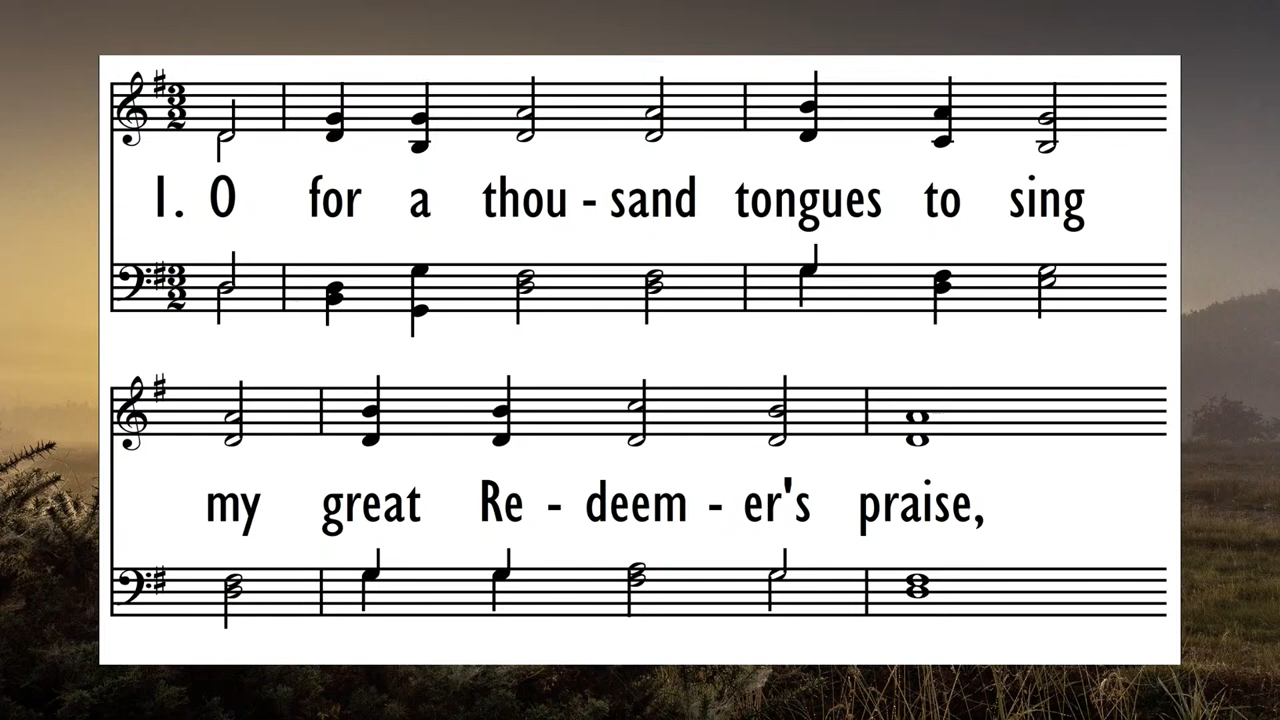 1. O for a thou - sand tongues to sing
my great Re - deem - er's praise,